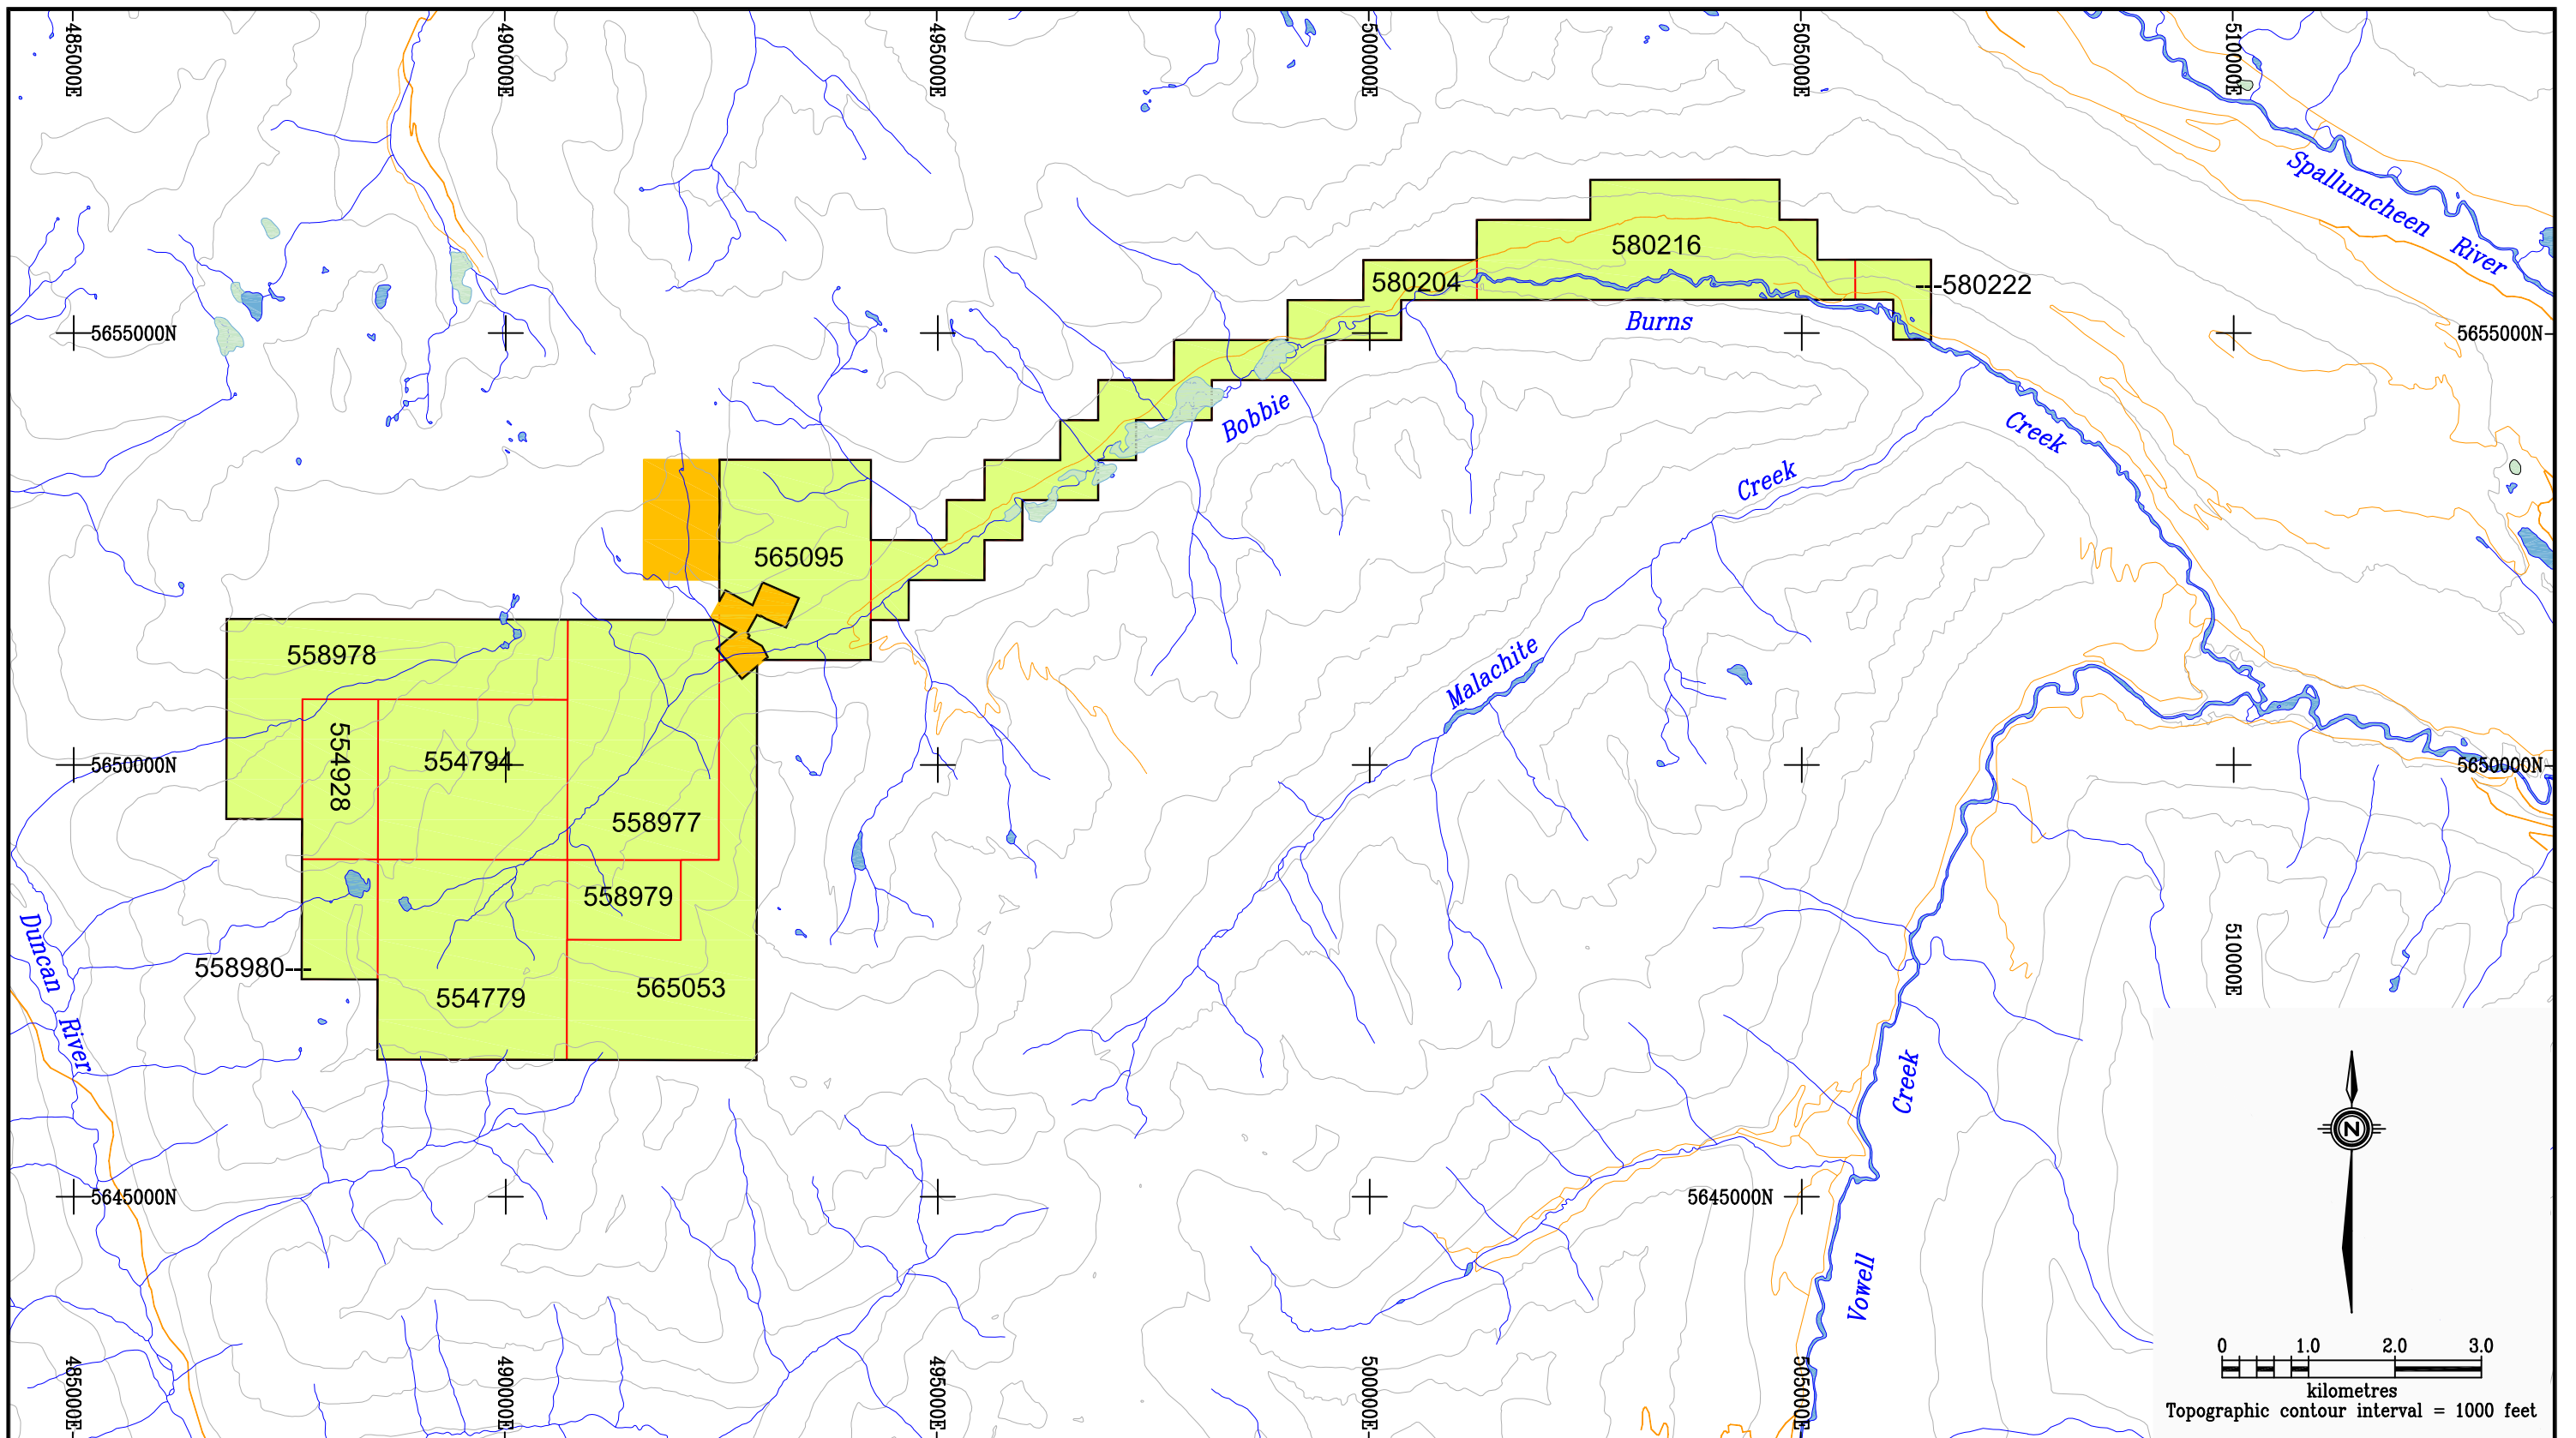 485000E
490000E
495000E
500000E
505000E
510000E
Spallumcheen River
580216
580204
---580222
5655000N
Burns
5655000N
Bobbie
Creek
Creek
565095
Malachite
558978
554928
554794
5650000N
5650000N
558977
558979
Duncan River
558980---
554779
565053
510000E
Creek
N
5645000N
5645000N
Vowell
485000E
490000E
495000E
500000E
505000E
0 1.0 2.0 3.0
kilometres
Topographic contour interval = 1000 feet